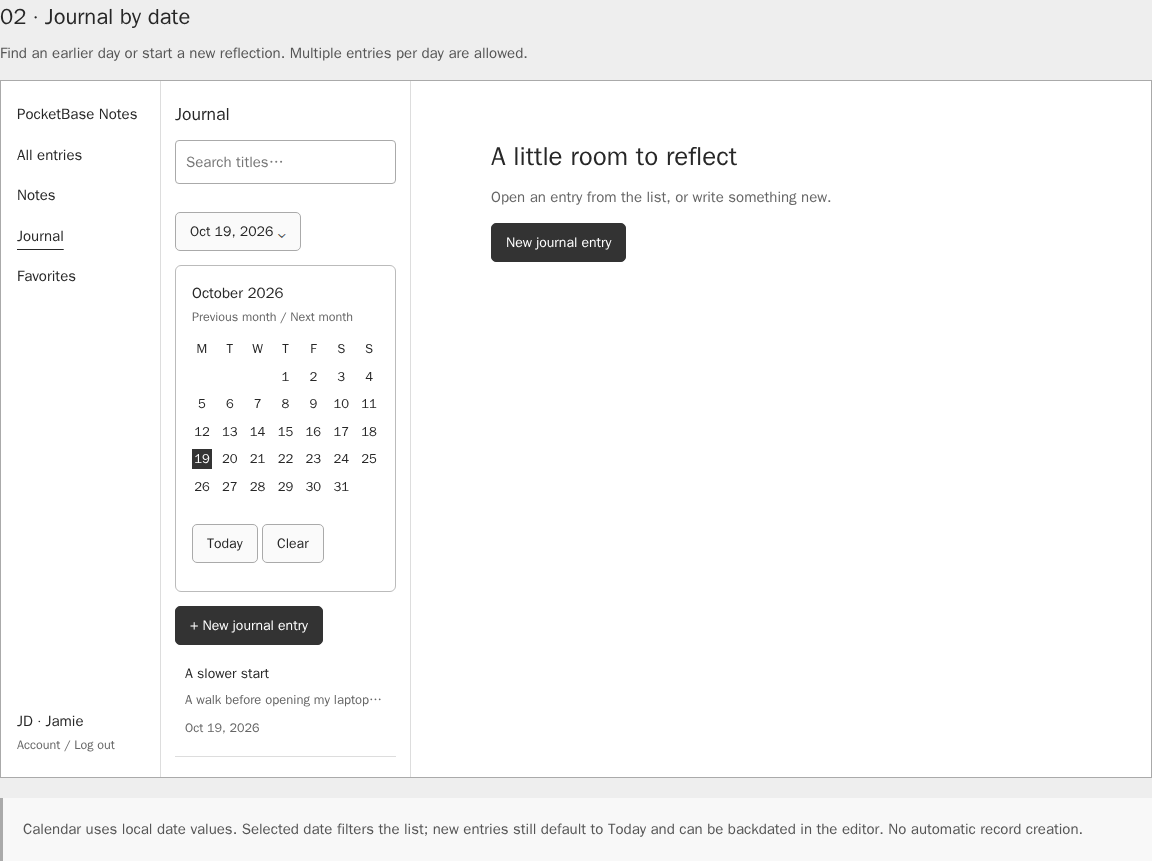 02 · Journal by date
Find an earlier day or start a new reflection. Multiple entries per day are allowed.
PocketBase Notes
All entries
Notes
Journal
Favorites
JD · Jamie
Account / Log out
Journal
Search titles…
Oct 19, 2026
October 2026
Previous month / Next month
M T W T F S S
1 2 3 4
5 6 7 8 9 10 11
12 13 14 15 16 17 18
19 20 21 22 23 24 25
26 27 28 29 30 31
Today Clear
+ New journal entry
A slower start
A walk before opening my laptop…
Oct 19, 2026
A little room to reflect
Open an entry from the list, or write something new.
New journal entry
Calendar uses local date values. Selected date filters the list; new entries still default to Today and can be backdated in the editor. No automatic record creation.